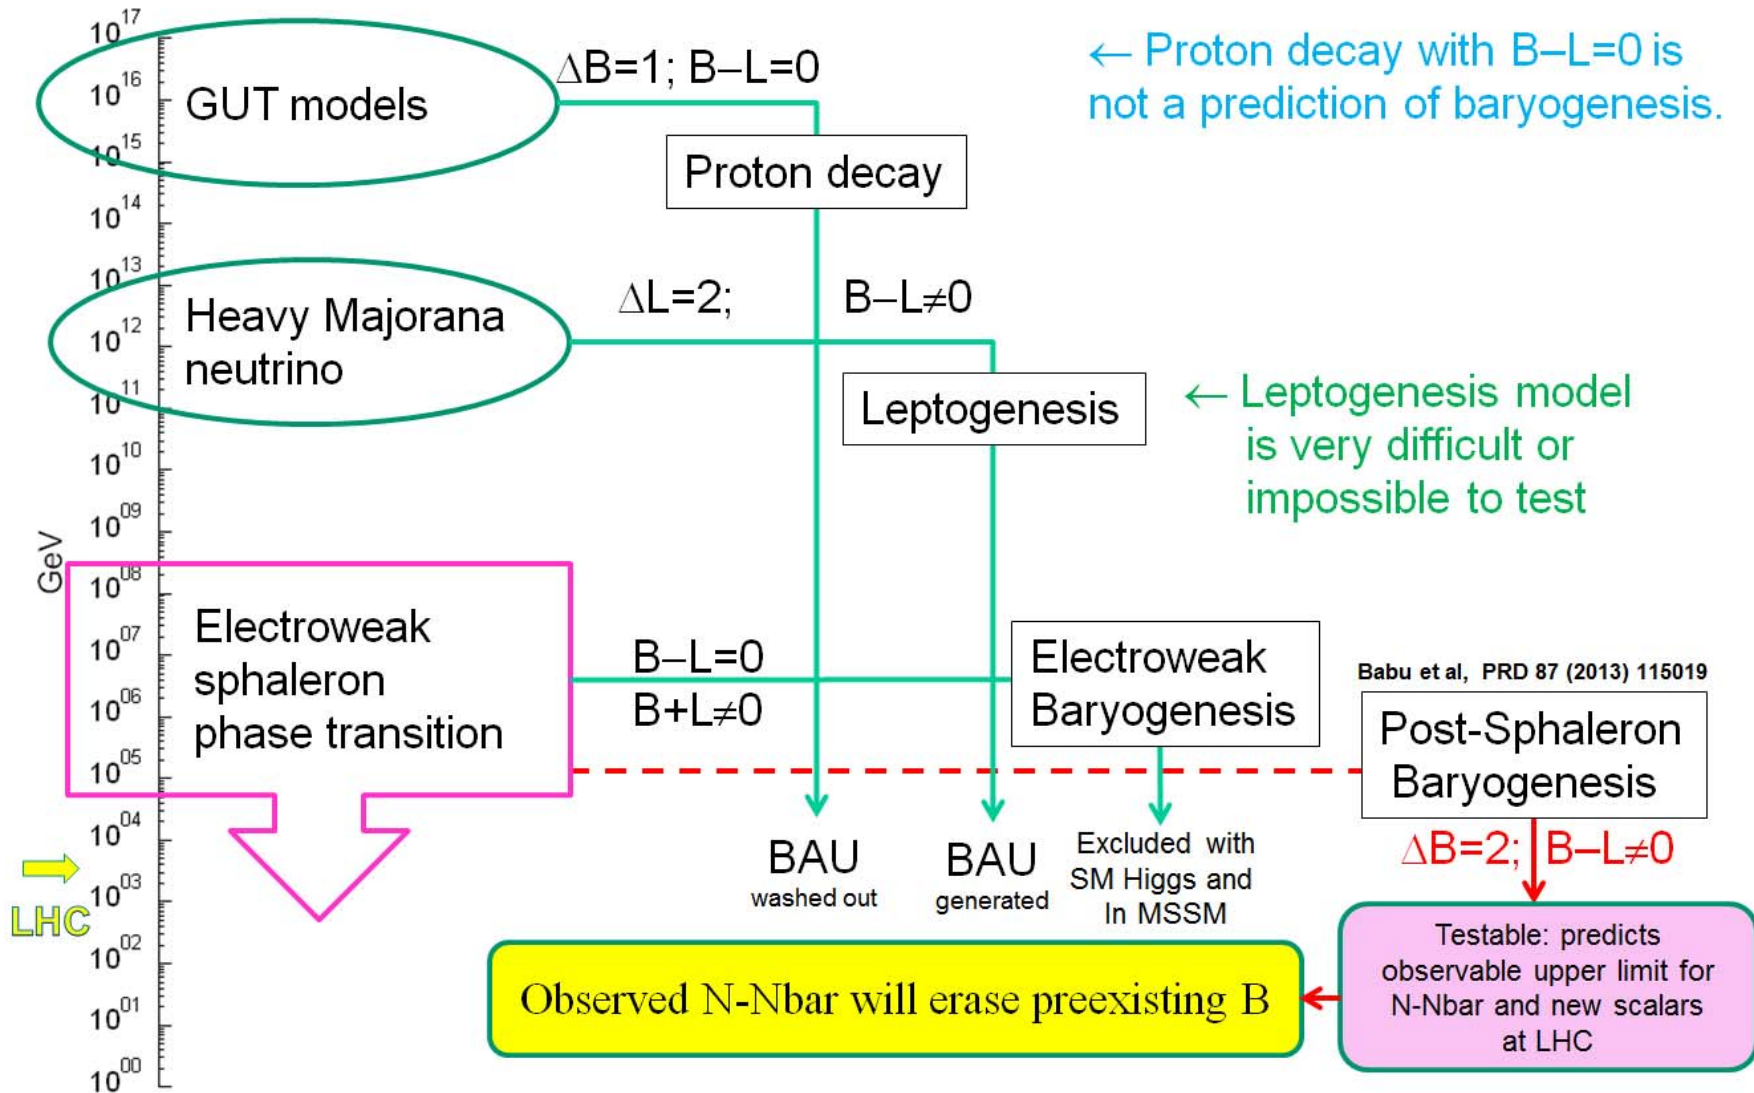 10^17
10^16
10^15
10^14
10^13
10^12
10^11
10^10
10^09
10^08
10^07
10^06
10^05
10^04
10^03
10^02
10^01
10^00
GeV
LHC
GUT models
ΔB=1; B–L=0
← Proton decay with B–L=0 is
not a prediction of baryogenesis.
Proton decay
Heavy Majorana
neutrino
ΔL=2; B–L≠0
Leptogenesis
← Leptogenesis model
is very difficult or
impossible to test
Electroweak
sphaleron
phase transition
B–L=0
B+L≠0
Electroweak
Baryogenesis
Babu et al, PRD 87 (2013) 115019
Post-Sphaleron
Baryogenesis
BAU
washed out
BAU
generated
Excluded with
SM Higgs and
In MSSM
ΔB=2; B–L≠0
Testable: predicts
observable upper limit for
N-Nbar and new scalars
at LHC
Observed N-Nbar will erase preexisting B